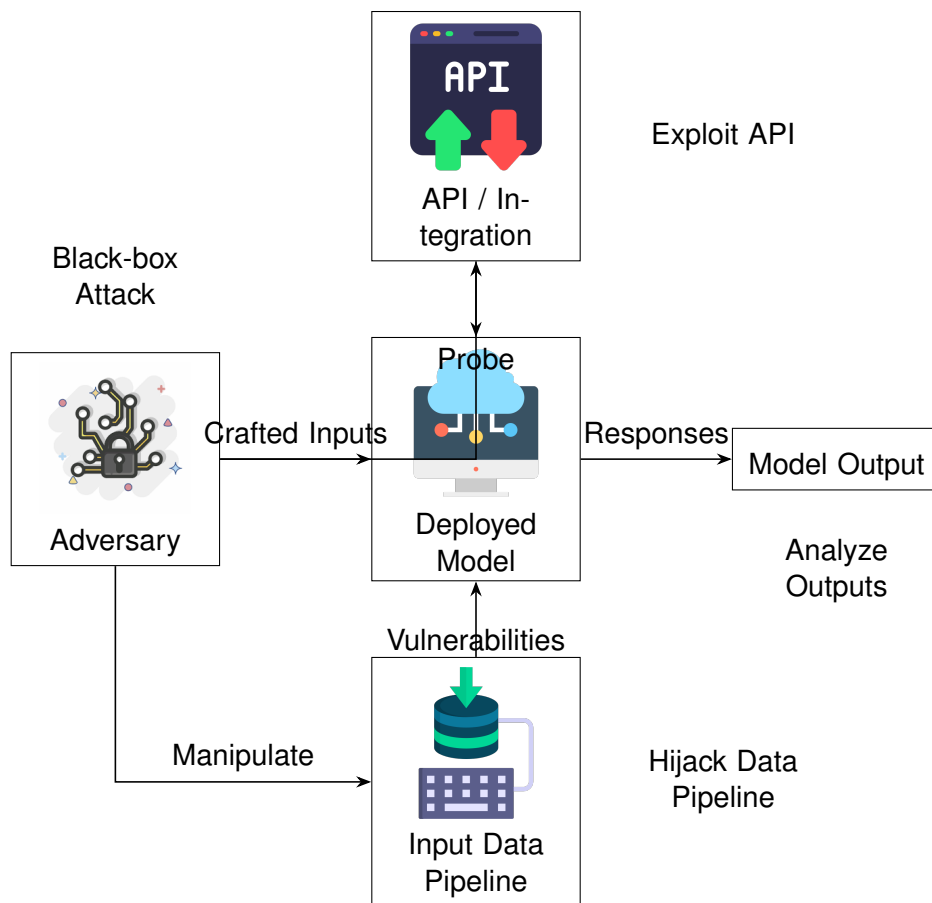 API
API / In-
tegration
Exploit API
Black-box
Attack
Probe
Crafted Inputs
Responses
Model Output
Adversary
Deployed
Model
Analyze
Outputs
Vulnerabilities
Manipulate
Hijack Data
Pipeline
Input Data
Pipeline